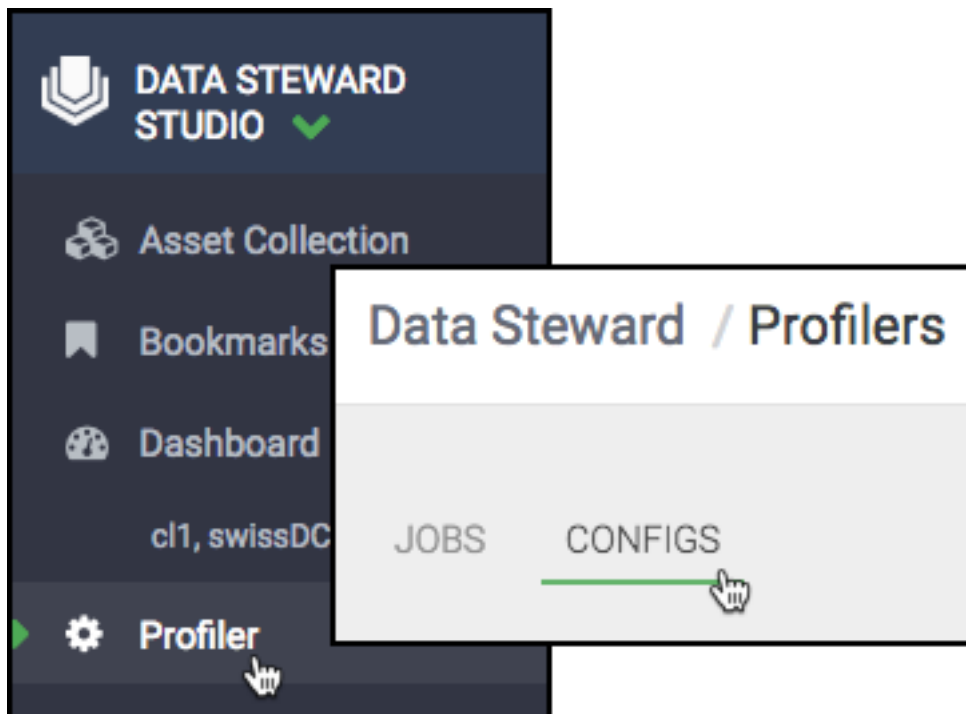 DATA STEWARD
STUDIO
Asset Collection
Bookmarks
Dashboard
cl1, swissDC
Profiler
Data Steward / Profilers
JOBS CONFIGS